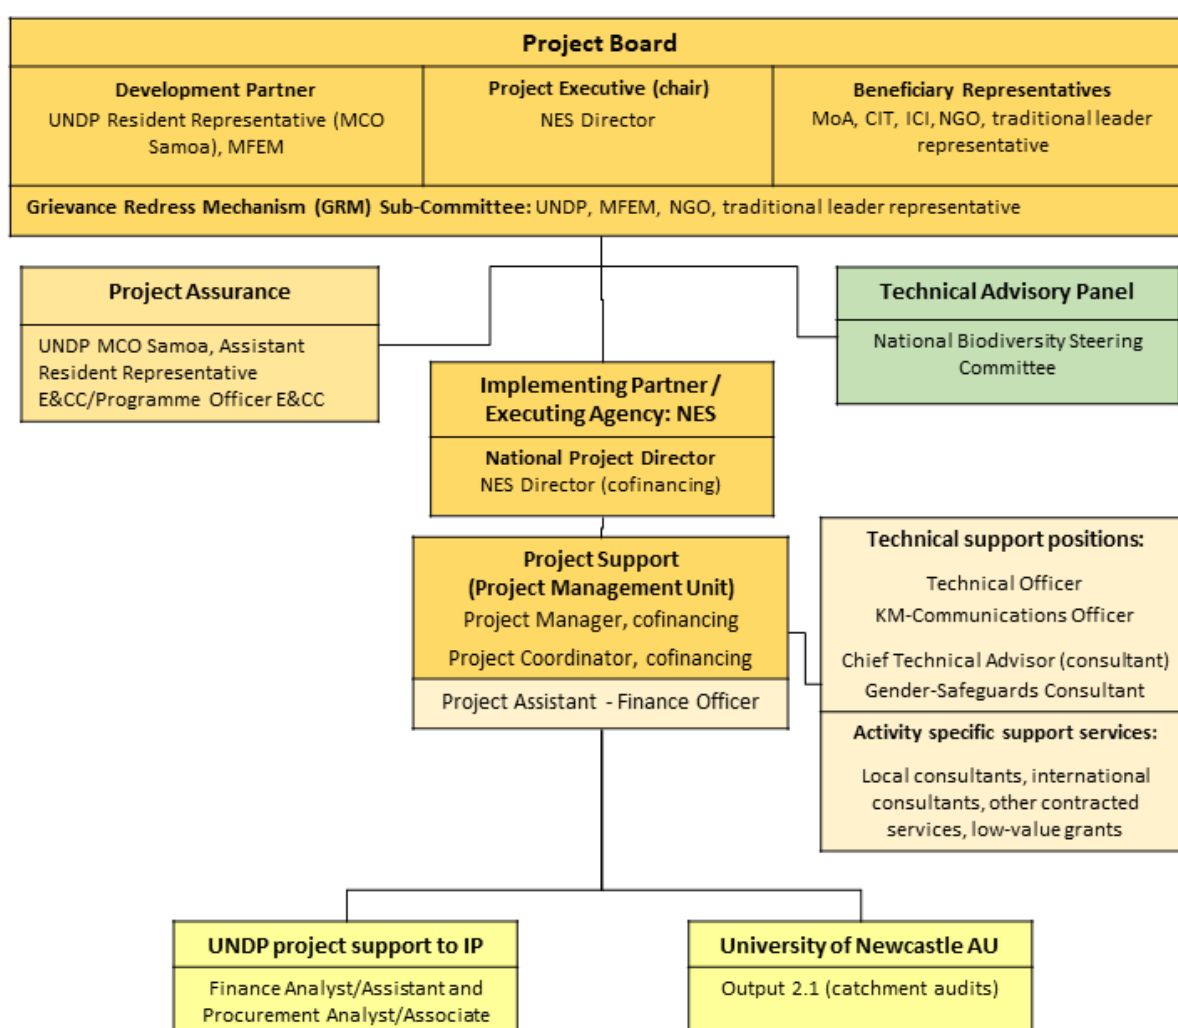 Project Board
Development Partner
UNDP Resident Representative (MCO
Samoa), MFEM
Project Executive (chair)
NES Director
Beneficiary Representatives
MoA, CIT, ICI, NGO, traditional leader
representative
Grievance Redress Mechanism (GRM) Sub-Committee: UNDP, MFEM, NGO, traditional leader representative
Project Assurance
UNDP MCO Samoa, Assistant
Resident Representative
E&CC/Programme Officer E&CC
Technical Advisory Panel
National Biodiversity Steering
Committee
Implementing Partner /
Executing Agency: NES
National Project Director
NES Director (cofinancing)
Project Support
(Project Management Unit)
Project Manager, cofinancing
Project Coordinator, cofinancing
Project Assistant - Finance Officer
Technical support positions:
Technical Officer
KM-Communications Officer
Chief Technical Advisor (consultant)
Gender-Safeguards Consultant
Activity specific support services:
Local consultants, international
consultants, other contracted
services, low-value grants
UNDP project support to IP
Finance Analyst/Assistant and
Procurement Analyst/Associate
University of Newcastle AU
Output 2.1 (catchment audits)